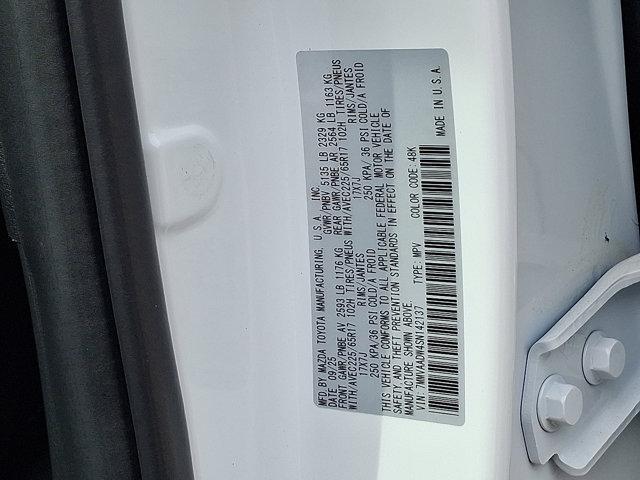 MFD BY MAZDA TOYOTA MANUFACTURING, U.S.A. INC.
DATE 09/25 GVWR/PNBV 5135 LB 2329 KG
FRONT GAWR/PNBE AV 2593 LB 1176 KG REAR GAWR/PNBE AR 2564 LB 1163 KG
WITH/AVEC225/65R17 102H TIRES/PNEUS WITH/AVEC225/65R17 102H TIRES/PNEUS
17X7J RIMS/JANTES 17X7J RIMS/JANTES
250 KPA/36 PSI COLD/A FROID 250 KPA/ 36 PSI COLD/A FROID
THIS VEHICLE CONFORMS TO ALL APPLICABLE FEDERAL MOTOR VEHICLE
SAFETY AND THEFT PREVENTION STANDARDS IN EFFECT ON THE DATE OF
MANUFACTURE SHOWN ABOVE.
VIN: 7MMVAADW4SN142137 TYPE: MPV COLOR CODE: 48K
MADE IN U.S.A.